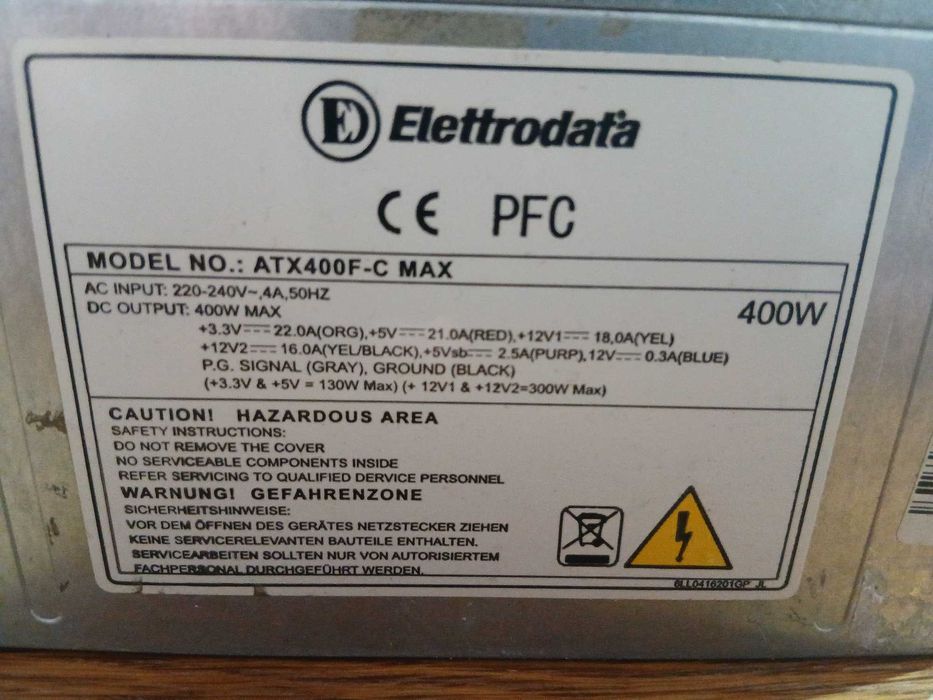 E Elettrodata
CE PFC
MODEL NO.: ATX400F-C MAX
AC INPUT: 220-240V~,4A,50HZ
400W
DC OUTPUT: 400W MAX
+3.3V⎓22.0A(ORG),+5V⎓21.0A(RED),+12V1⎓18,0A(YEL)
+12V2⎓16.0A(YEL/BLACK),+5Vsb⎓2.5A(PURP),12V⎓0.3A(BLUE)
P.G. SIGNAL (GRAY), GROUND (BLACK)
(+3.3V & +5V = 130W Max) (+ 12V1 & +12V2=300W Max)
CAUTION! HAZARDOUS AREA
SAFETY INSTRUCTIONS:
DO NOT REMOVE THE COVER
NO SERVICEABLE COMPONENTS INSIDE
REFER SERVICING TO QUALIFIED DERVICE PERSONNEL
WARNUNG! GEFAHRENZONE
SICHERHEITSHINWEISE:
VOR DEM ÖFFNEN DES GERÄTES NETZSTECKER ZIEHEN
KEINE SERVICERELEVANTEN BAUTEILE ENTHALTEN.
SERVICEARBEITEN SOLLTEN NUR VON AUTORISIERTEM
FACHPERSONAL DURCHGEFÜHRT WERDEN.
6LL0416201GP JL